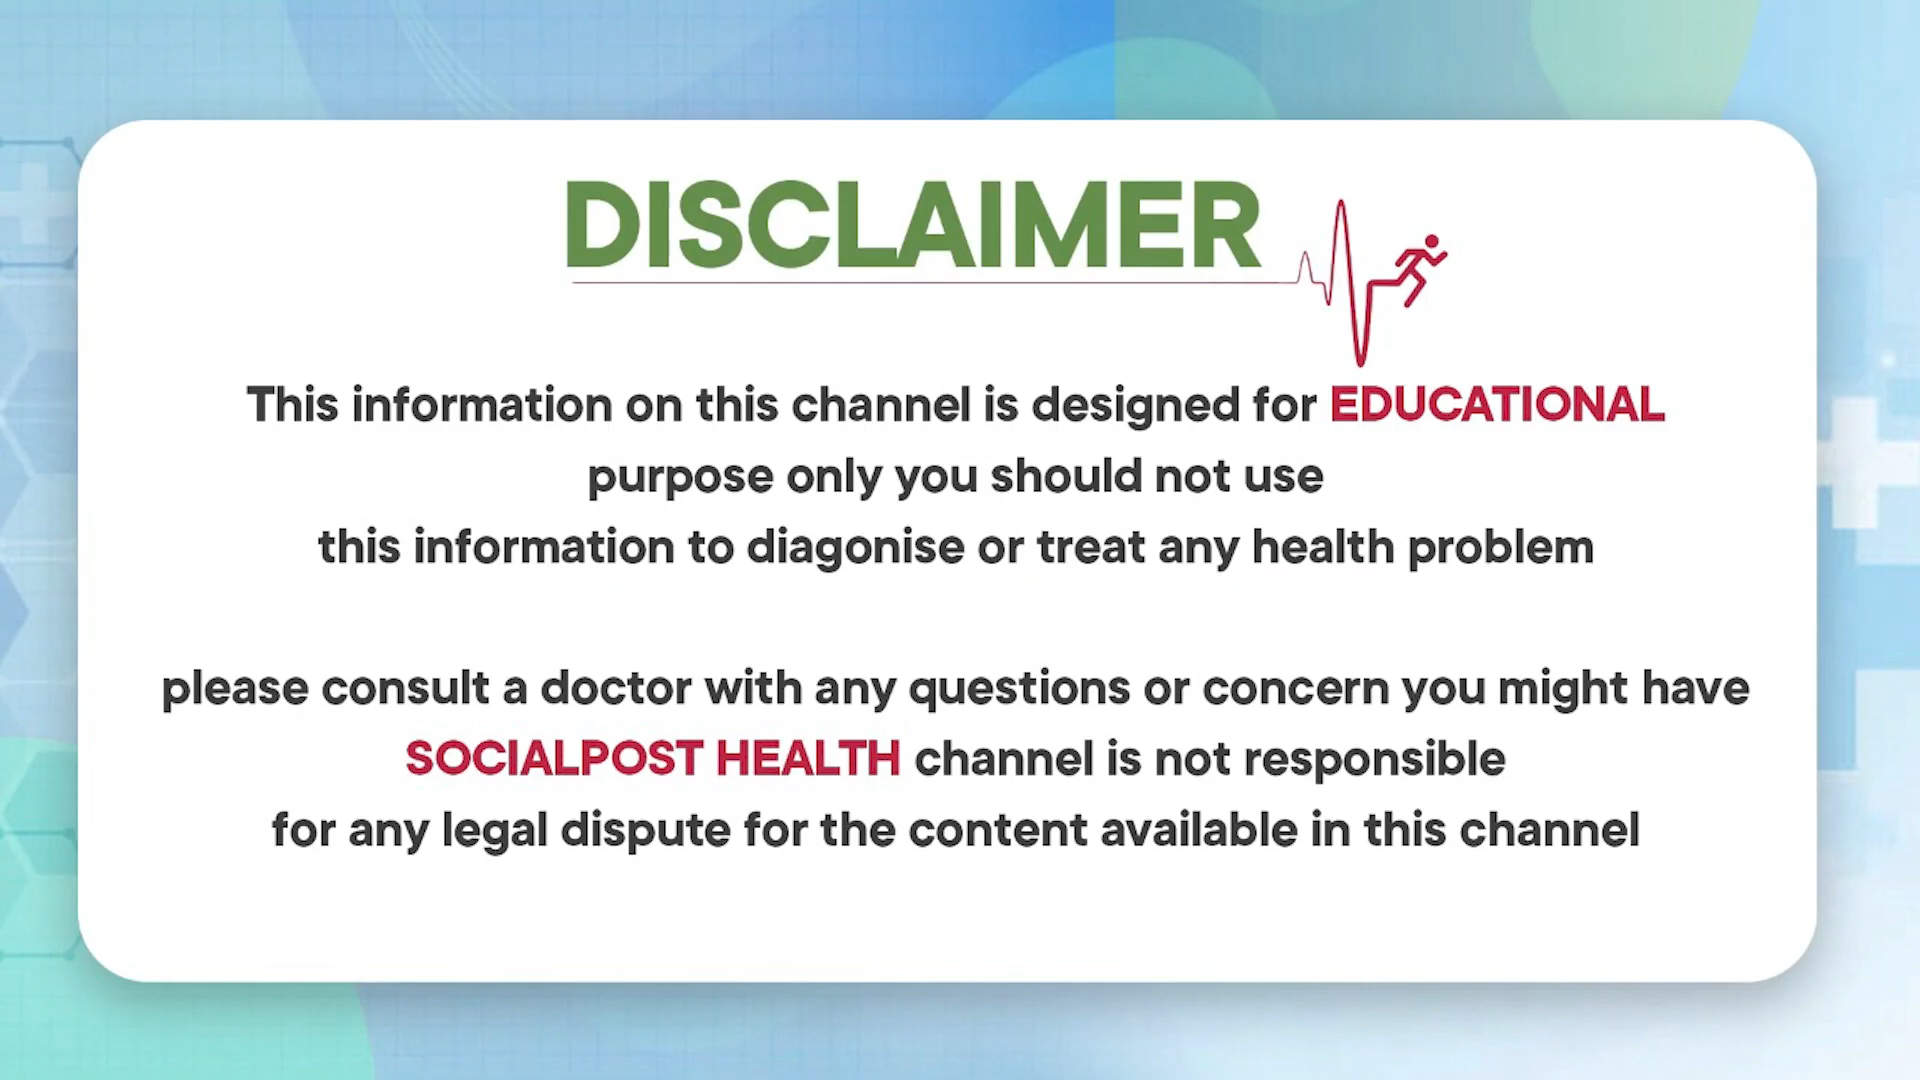 DISCLAIMER
This information on this channel is designed for EDUCATIONAL
purpose only you should not use
this information to diagonise or treat any health problem
please consult a doctor with any questions or concern you might have
SOCIALPOST HEALTH channel is not responsible
for any legal dispute for the content available in this channel